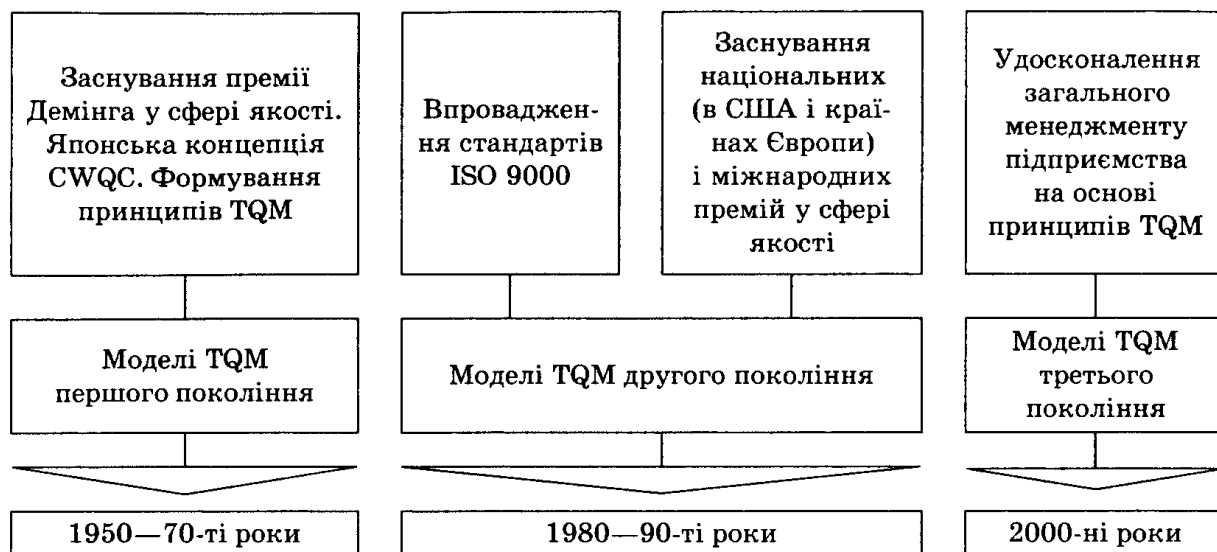 Заснування премії
Демінга у сфері якості.
Японська концепція
CWQC. Формування
принципів TQM
Впроваджен-
ня стандартів
ISO 9000
Заснування
національних
(в США і краї-
нах Європи)
і міжнародних
премій у сфері
якості
Удосконалення
загального
менеджменту
підприємства
на основі
принципів TQM
Моделі TQM
першого покоління
Моделі TQM другого покоління
Моделі TQM
третього
покоління
1950—70-ті роки
1980—90-ті роки
2000-ні роки